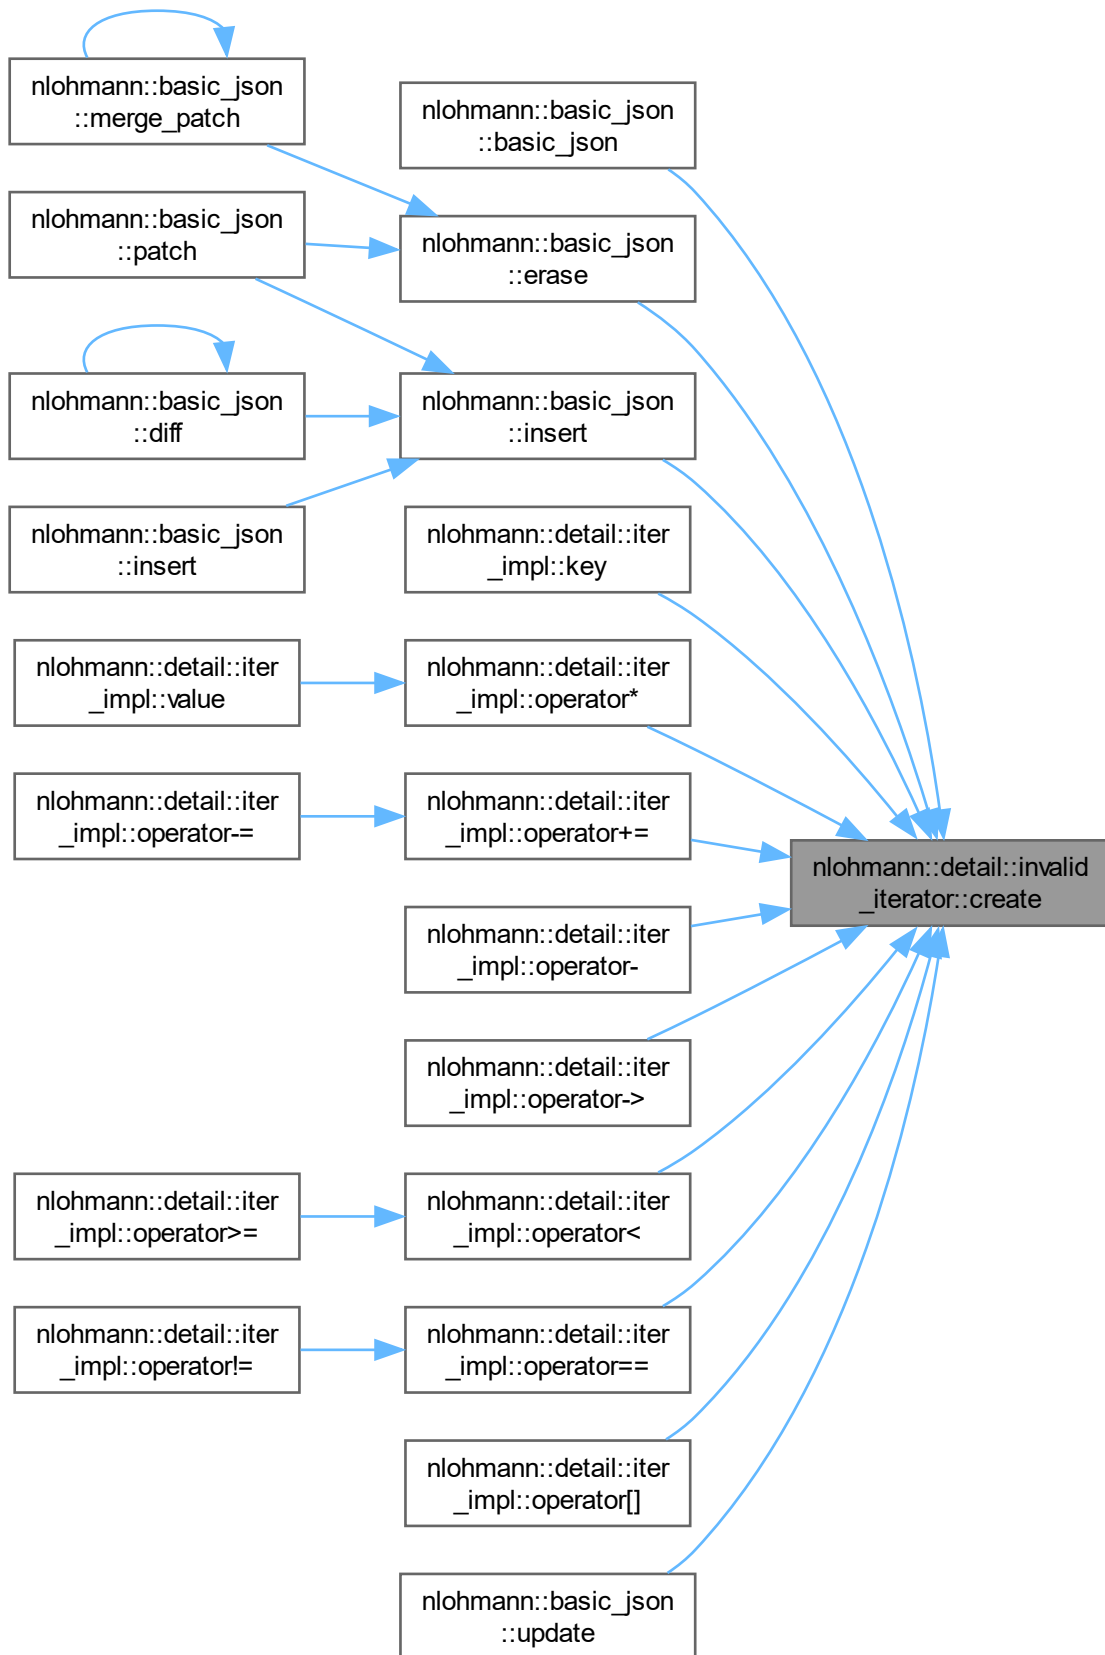 nlohmann::basic_json
::merge_patch
nlohmann::basic_json
::basic_json
nlohmann::basic_json
::patch
nlohmann::basic_json
::erase
nlohmann::basic_json
::diff
nlohmann::basic_json
::insert
nlohmann::basic_json
::insert
nlohmann::detail::iter
_impl::key
nlohmann::detail::iter
_impl::value
nlohmann::detail::iter
_impl::operator*
nlohmann::detail::iter
_impl::operator-=
nlohmann::detail::iter
_impl::operator+=
nlohmann::detail::invalid
_iterator::create
nlohmann::detail::iter
_impl::operator-
nlohmann::detail::iter
_impl::operator->
nlohmann::detail::iter
_impl::operator>=
nlohmann::detail::iter
_impl::operator<
nlohmann::detail::iter
_impl::operator!=
nlohmann::detail::iter
_impl::operator==
nlohmann::detail::iter
_impl::operator[]
nlohmann::basic_json
::update